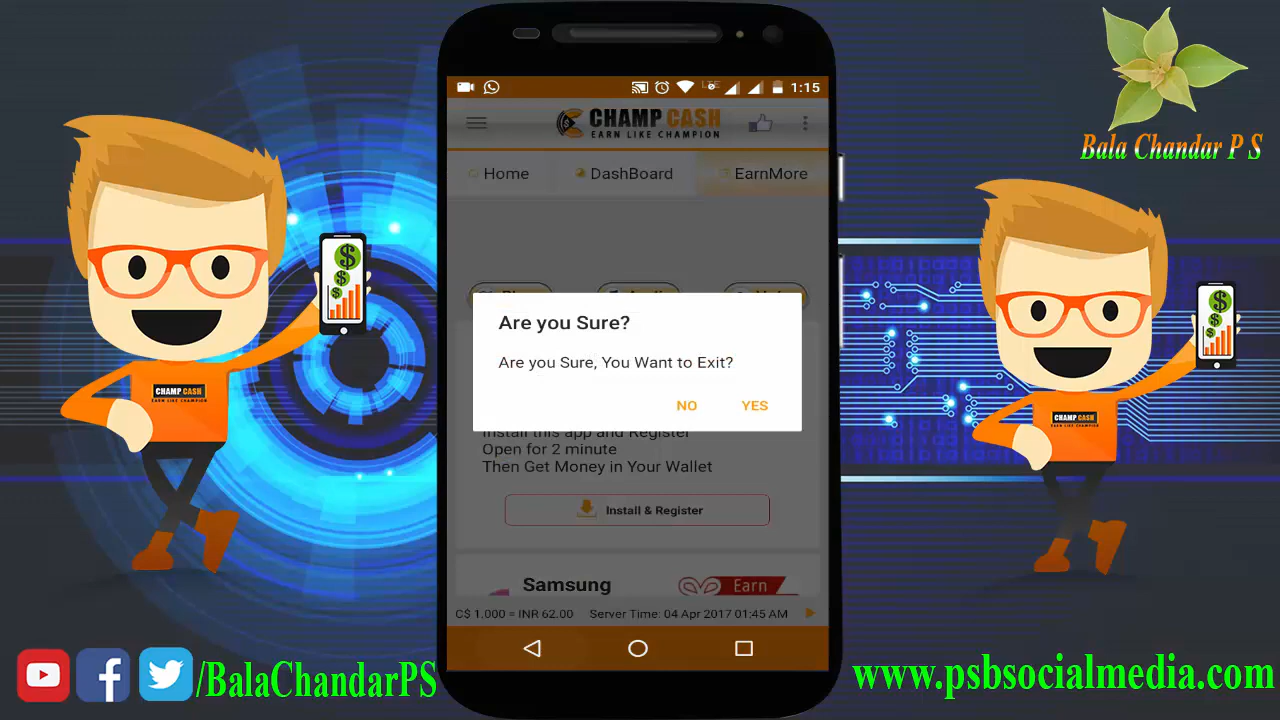 Bala Chandar P S
LTE 1:15
CHAMP CASH
EARN LIKE CHAMPION
Home DashBoard EarnMore
Are you Sure?
Are you Sure, You Want to Exit?
NO YES
Install this app and Register
Open for 2 minute
Then Get Money in Your Wallet
Install & Register
Samsung Earn
C$ 1.000 = INR 62.00 Server Time: 04 Apr 2017 01:45 AM
CHAMP CASH
EARN LIKE CHAMPION
CHAMP CASH
EARN LIKE CHAMPION
/BalaChandarPS
www.psbsocialmedia.com